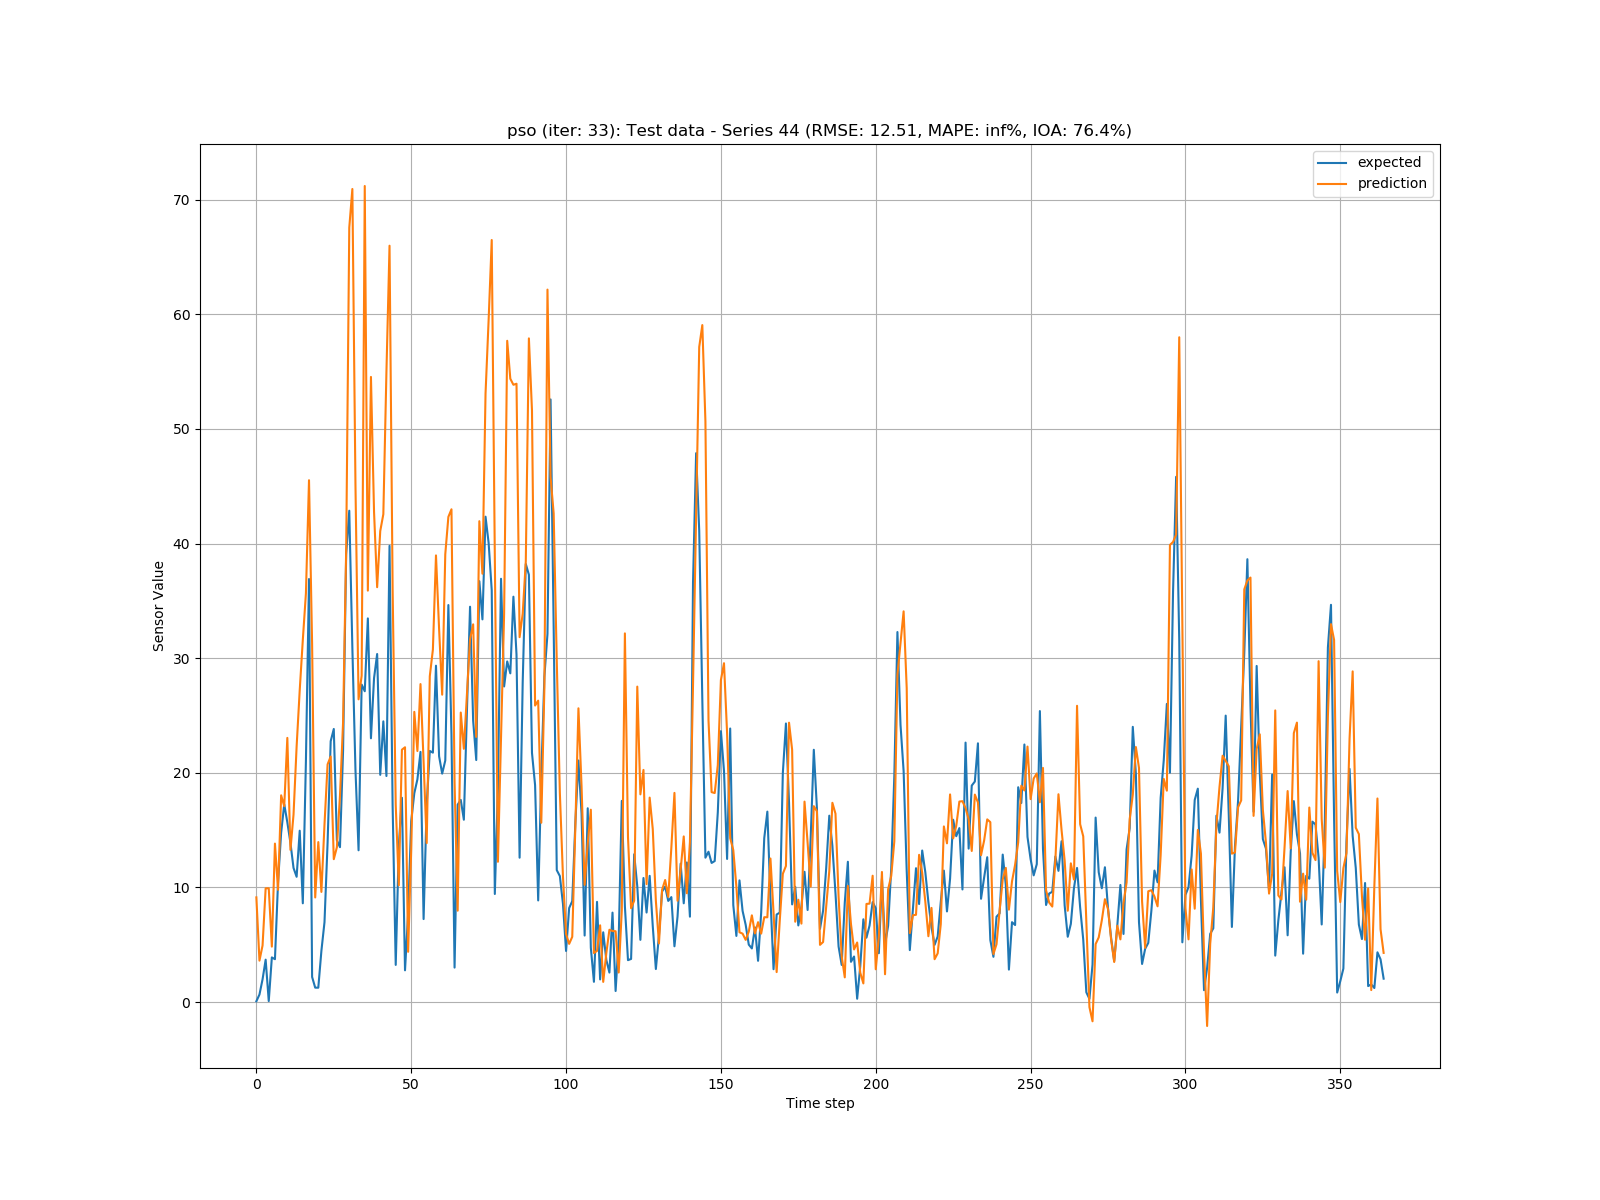 pso (iter: 33): Test data - Series 44 (RMSE: 12.51, MAPE: inf%, IOA: 76.4%)
expected
prediction
70
60
50
40
30
20
10
0
Sensor Value
0 50 100 150 200 250 300 350
Time step